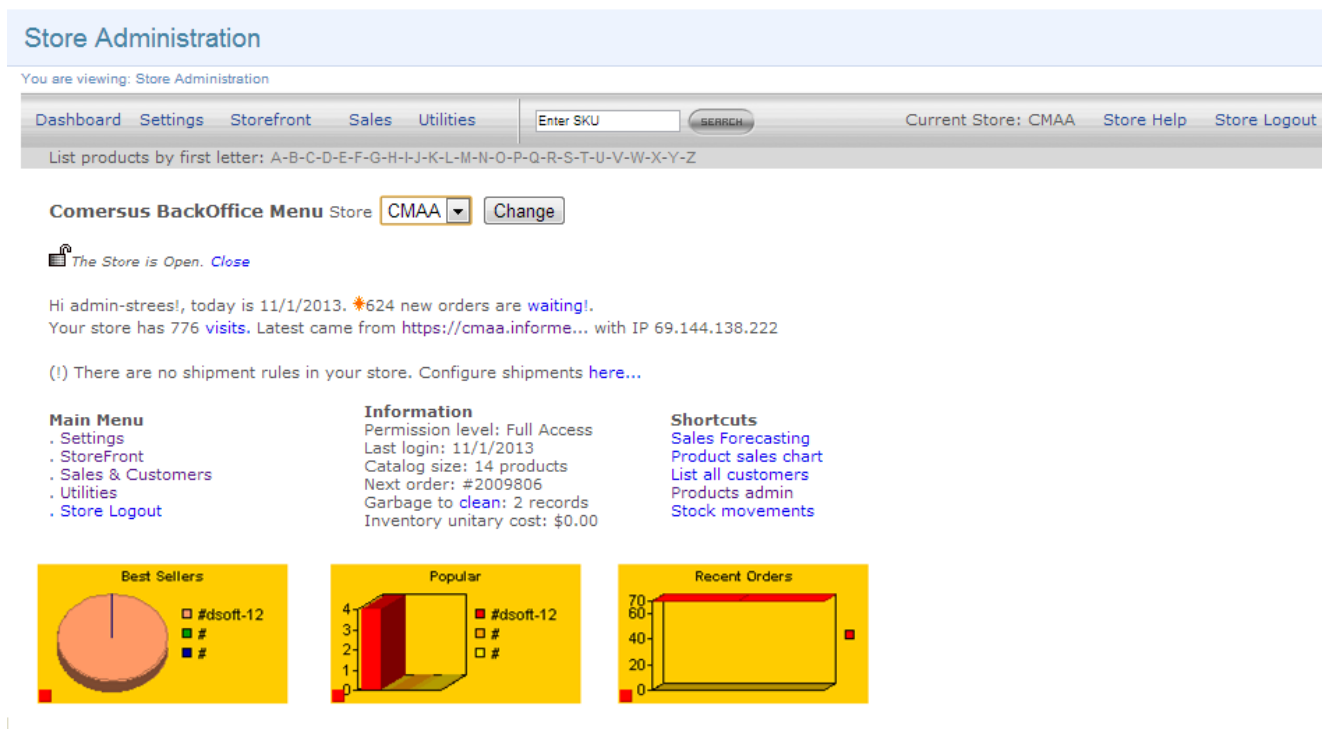 Store Administration
You are viewing: Store Administration
Dashboard Settings Storefront Sales Utilities Enter SKU SEARCH Current Store: CMAA Store Help Store Logout
List products by first letter: A-B-C-D-E-F-G-H-I-J-K-L-M-N-O-P-Q-R-S-T-U-V-W-X-Y-Z
Comersus BackOffice Menu Store CMAA Change
The Store is Open. Close
Hi admin-strees!, today is 11/1/2013. 624 new orders are waiting!.
Your store has 776 visits. Latest came from https://cmaa.informe... with IP 69.144.138.222
(!) There are no shipment rules in your store. Configure shipments here...
Main Menu
. Settings
. StoreFront
. Sales & Customers
. Utilities
. Store Logout
Information
Permission level: Full Access
Last login: 11/1/2013
Catalog size: 14 products
Next order: #2009806
Garbage to clean: 2 records
Inventory unitary cost: $0.00
Shortcuts
Sales Forecasting
Product sales chart
List all customers
Products admin
Stock movements
Best Sellers
#dsoft-12
#
#
Popular
4
3
2
1
0
#dsoft-12
#
#
Recent Orders
70
60
40
20
0